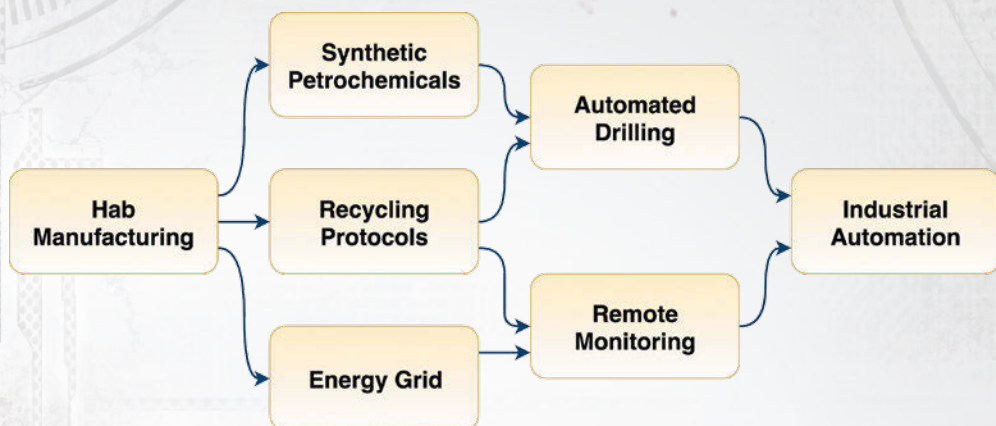 Synthetic
Petrochemicals
Automated
Drilling
Hab
Manufacturing
Recycling
Protocols
Industrial
Automation
Remote
Monitoring
Energy Grid